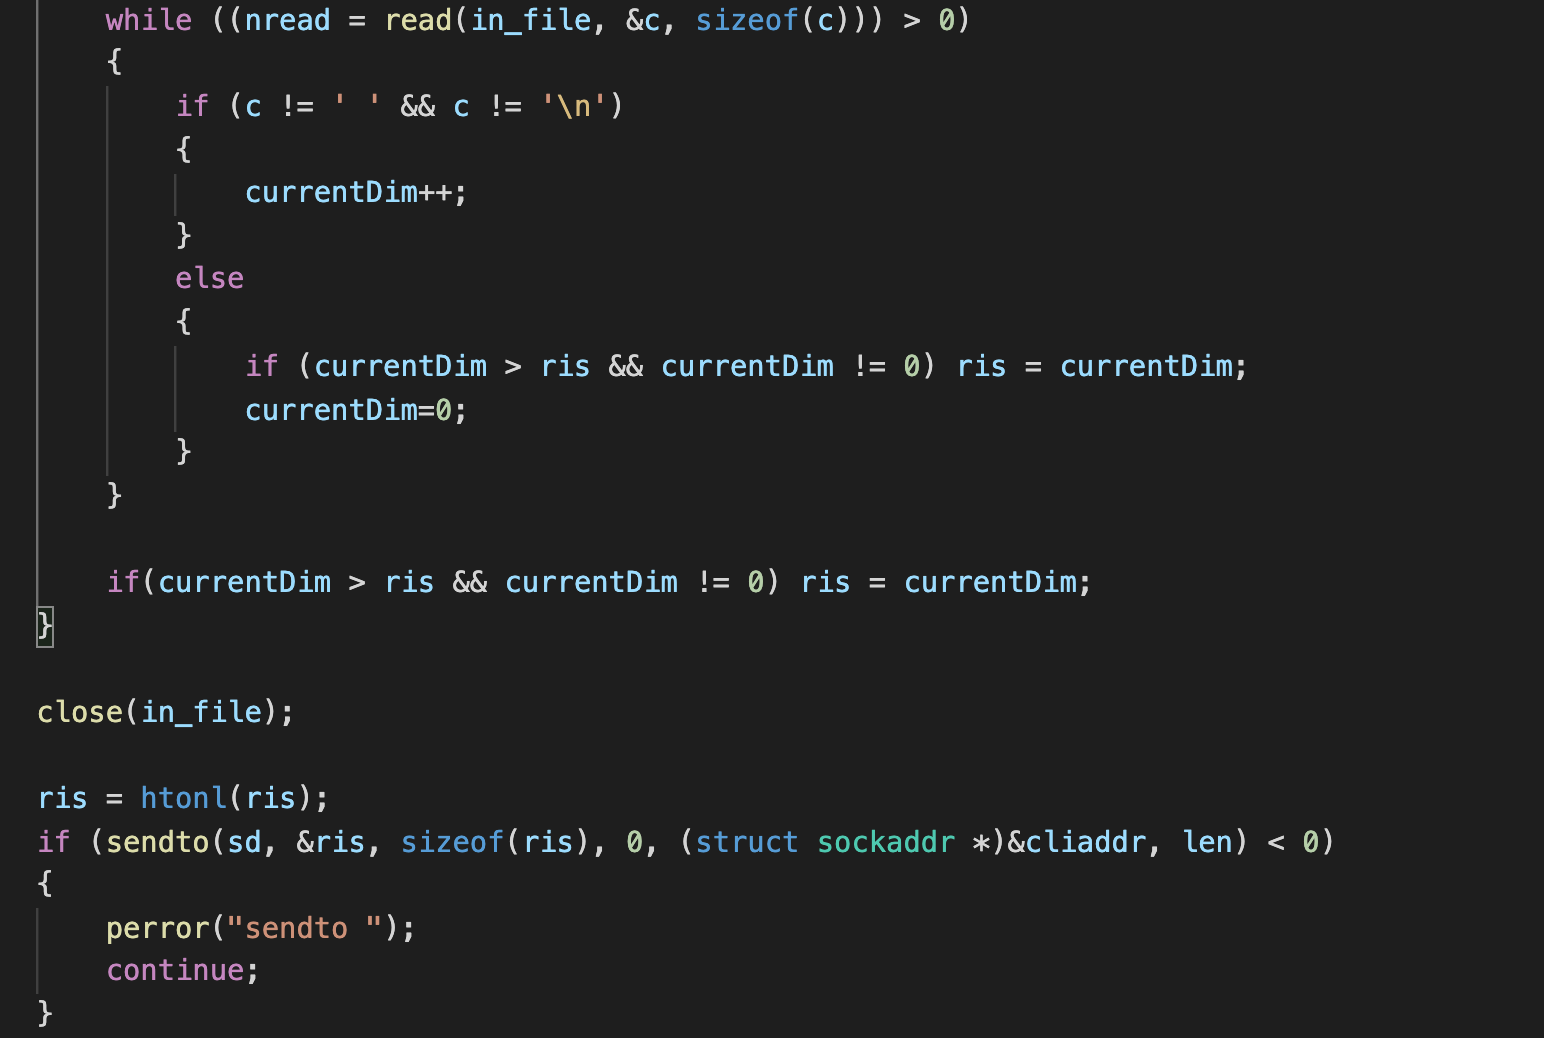 while ((nread = read(in_file, &c, sizeof(c))) > 0)
{
if (c != ' ' && c != '\n')
{
currentDim++;
}
else
{
if (currentDim > ris && currentDim != 0) ris = currentDim;
currentDim=0;
}
}
if(currentDim > ris && currentDim != 0) ris = currentDim;
}
close(in_file);
ris = htonl(ris);
if (sendto(sd, &ris, sizeof(ris), 0, (struct sockaddr *)&cliaddr, len) < 0)
{
perror("sendto ");
continue;
}